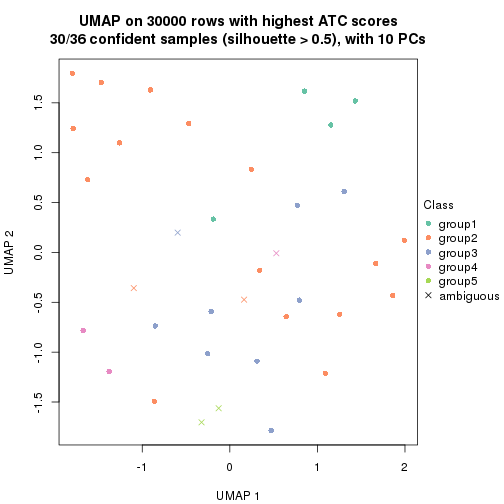 UMAP on 30000 rows with highest ATC scores
30/36 confident samples (silhouette > 0.5), with 10 PCs
UMAP 2
1.5
1.0
0.5
0.0
-0.5
-1.0
-1.5
-1 0 1 2
UMAP 1
Class
group1
group2
group3
group4
group5
ambiguous